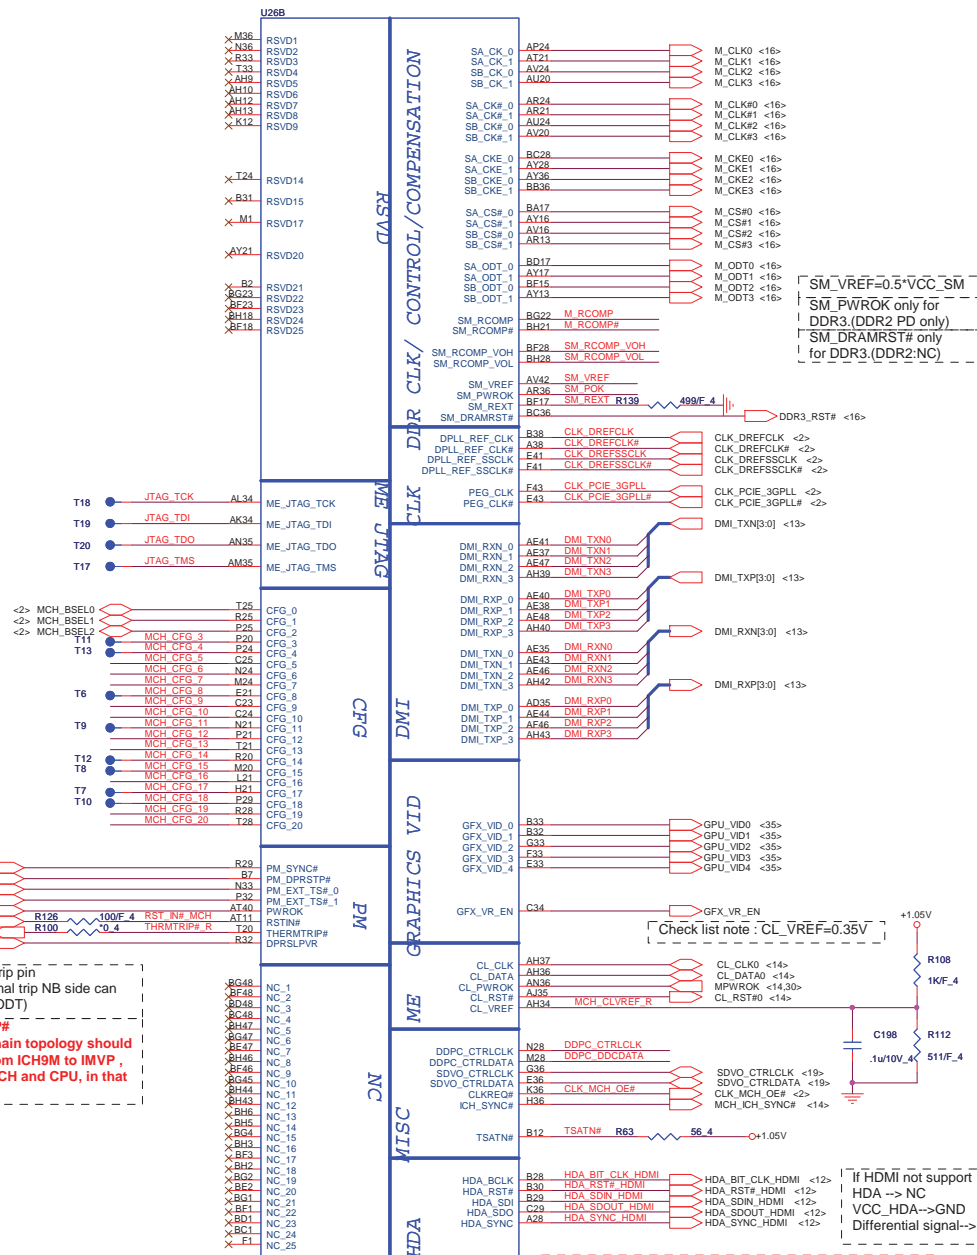 U26B
M36 RSVD1
N36 RSVD2
R33 RSVD3
T33 RSVD4
AH9 RSVD5
AH10 RSVD6
AH12 RSVD7
AH13 RSVD8
K12 RSVD9
T24 RSVD14
B31 RSVD15
M1 RSVD17
AY21 RSVD20
B2 RSVD21
BG23 RSVD22
BF23 RSVD23
BH18 RSVD24
BF18 RSVD25
RSVD
DDR CLK/ CONTROL/COMPENSATION
SA_CK_0 AP24 M_CLK0 <16>
SA_CK_1 AT21 M_CLK1 <16>
SB_CK_0 AV24 M_CLK2 <16>
SB_CK_1 AU20 M_CLK3 <16>
SA_CK#_0 AR24 M_CLK#0 <16>
SA_CK#_1 AR21 M_CLK#1 <16>
SB_CK#_0 AU24 M_CLK#2 <16>
SB_CK#_1 AV20 M_CLK#3 <16>
SA_CKE_0 BC28 M_CKE0 <16>
SA_CKE_1 AY28 M_CKE1 <16>
SB_CKE_0 AY36 M_CKE2 <16>
SB_CKE_1 BB36 M_CKE3 <16>
SA_CS#_0 BA17 M_CS#0 <16>
SA_CS#_1 AY16 M_CS#1 <16>
SB_CS#_0 AV16 M_CS#2 <16>
SB_CS#_1 AR13 M_CS#3 <16>
SA_ODT_0 BD17 M_ODT0 <16>
SA_ODT_1 AY17 M_ODT1 <16>
SB_ODT_0 BF15 M_ODT2 <16>
SB_ODT_1 AY13 M_ODT3 <16>
SM_RCOMP BG22 M_RCOMP
SM_RCOMP# BH21 M_RCOMP#
SM_RCOMP_VOH BF28 SM_RCOMP_VOH
SM_RCOMP_VOL BH28 SM_RCOMP_VOL
SM_VREF AV42 SM_VREF
SM_PWROK AR36 SM_POK
SM_REXT BF17 SM_REXT R139 499/F_4
SM_DRAMRST# BC36 DDR3_RST# <16>
SM_VREF=0.5*VCC_SM
SM_PWROK only for
DDR3.(DDR2 PD only)
SM_DRAMRST# only
for DDR3.(DDR2:NC)
CLK
DPLL_REF_CLK B38 CLK_DREFCLK CLK_DREFCLK <2>
DPLL_REF_CLK# A38 CLK_DREFCLK# CLK_DREFCLK# <2>
DPLL_REF_SSCLK E41 CLK_DREFSSCLK CLK_DREFSSCLK <2>
DPLL_REF_SSCLK# F41 CLK_DREFSSCLK# CLK_DREFSSCLK# <2>
PEG_CLK F43 CLK_PCIE_3GPLL CLK_PCIE_3GPLL <2>
PEG_CLK# E43 CLK_PCIE_3GPLL# CLK_PCIE_3GPLL# <2>
ME JTAG
T18 JTAG_TCK AL34 ME_JTAG_TCK
T19 JTAG_TDI AK34 ME_JTAG_TDI
T20 JTAG_TDO AN35 ME_JTAG_TDO
T17 JTAG_TMS AM35 ME_JTAG_TMS
DMI
DMI_RXN_0 AE41 DMI_TXN0
DMI_RXN_1 AE37 DMI_TXN1
DMI_RXN_2 AE47 DMI_TXN2
DMI_RXN_3 AH39 DMI_TXN3
DMI_TXN[3:0] <13>
DMI_RXP_0 AE40 DMI_TXP0
DMI_RXP_1 AE38 DMI_TXP1
DMI_RXP_2 AE48 DMI_TXP2
DMI_RXP_3 AH40 DMI_TXP3
DMI_TXP[3:0] <13>
DMI_TXN_0 AE35 DMI_RXN0
DMI_TXN_1 AE43 DMI_RXN1
DMI_TXN_2 AE46 DMI_RXN2
DMI_TXN_3 AH42 DMI_RXN3
DMI_RXN[3:0] <13>
DMI_TXP_0 AD35 DMI_RXP0
DMI_TXP_1 AE44 DMI_RXP1
DMI_TXP_2 AF46 DMI_RXP2
DMI_TXP_3 AH43 DMI_RXP3
DMI_RXP[3:0] <13>
CFG
<2> MCH_BSEL0 T25 CFG_0
<2> MCH_BSEL1 R25 CFG_1
<2> MCH_BSEL2 P25 CFG_2
T11 MCH_CFG_3 P20 CFG_3
T13 MCH_CFG_4 P24 CFG_4
MCH_CFG_5 C25 CFG_5
MCH_CFG_6 N24 CFG_6
MCH_CFG_7 M24 CFG_7
T6 MCH_CFG_8 E21 CFG_8
MCH_CFG_9 C23 CFG_9
MCH_CFG_10 C24 CFG_10
T9 MCH_CFG_11 N21 CFG_11
MCH_CFG_12 P21 CFG_12
MCH_CFG_13 T21 CFG_13
T12 MCH_CFG_14 R20 CFG_14
T8 MCH_CFG_15 M20 CFG_15
MCH_CFG_16 L21 CFG_16
T7 MCH_CFG_17 H21 CFG_17
T10 MCH_CFG_18 P29 CFG_18
MCH_CFG_19 R28 CFG_19
MCH_CFG_20 T28 CFG_20
GRAPHICS VID
GFX_VID_0 B33 GPU_VID0 <35>
GFX_VID_1 B32 GPU_VID1 <35>
GFX_VID_2 G33 GPU_VID2 <35>
GFX_VID_3 F33 GPU_VID3 <35>
GFX_VID_4 E33 GPU_VID4 <35>
GFX_VR_EN C34 GFX_VR_EN
PM
R29 PM_SYNC#
B7 PM_DPRSTP#
N33 PM_EXT_TS#_0
P32 PM_EXT_TS#_1
AT40 PWROK
R126 100/F_4 RST_IN#_MCH AT11 RSTIN#
R100 *0_4 THRMTRIP#_R T20 THERMTRIP#
R32 DPRSLPVR
Check list note : CL_VREF=0.35V
+1.05V
R108
1K/F_4
C198
.1u/10V_4
R112
511/F_4
ME
CL_CLK AH37 CL_CLK0 <14>
CL_DATA AH36 CL_DATA0 <14>
CL_PWROK AN36 MPWROK <14,30>
CL_RST# AJ35 CL_RST#0 <14>
CL_VREF AH34 MCH_CLVREF_R
rip pin
nal trip NB side can
ODT)
P#
hain topology should
om ICH9M to IMVP ,
CH and CPU, in that
NC
BG48 NC_1
BF48 NC_2
BD48 NC_3
BC48 NC_4
BH47 NC_5
BG47 NC_6
BE47 NC_7
BH46 NC_8
BF46 NC_9
BG45 NC_10
BH44 NC_11
BH43 NC_12
BH6 NC_13
BH5 NC_14
BG4 NC_15
BH3 NC_16
BF3 NC_17
BH2 NC_18
BG2 NC_19
BE2 NC_20
BG1 NC_21
BF1 NC_22
BD1 NC_23
BC1 NC_24
F1 NC_25
MISC
DDPC_CTRLCLK N28 DDPC_CTRLCLK
DDPC_CTRLDATA M28 DDPC_DDCDATA
SDVO_CTRLCLK G36 SDVO_CTRLCLK <19>
SDVO_CTRLDATA E36 SDVO_CTRLDATA <19>
CLKREQ# K36 CLK_MCH_OE# CLK_MCH_OE# <2>
ICH_SYNC# H36 MCH_ICH_SYNC# <14>
TSATN# B12 TSATN# R63 56_4 +1.05V
HDA
HDA_BCLK B28 HDA_BIT_CLK_HDMI HDA_BIT_CLK_HDMI <12>
HDA_RST# B30 HDA_RST#_HDMI HDA_RST#_HDMI <12>
HDA_SDI B29 HDA_SDIN_HDMI HDA_SDIN_HDMI <12>
HDA_SDO C29 HDA_SDOUT_HDMI HDA_SDOUT_HDMI <12>
HDA_SYNC A28 HDA_SYNC_HDMI HDA_SYNC_HDMI <12>
If HDMI not support
HDA --> NC
VCC_HDA-->GND
Differential signal-->